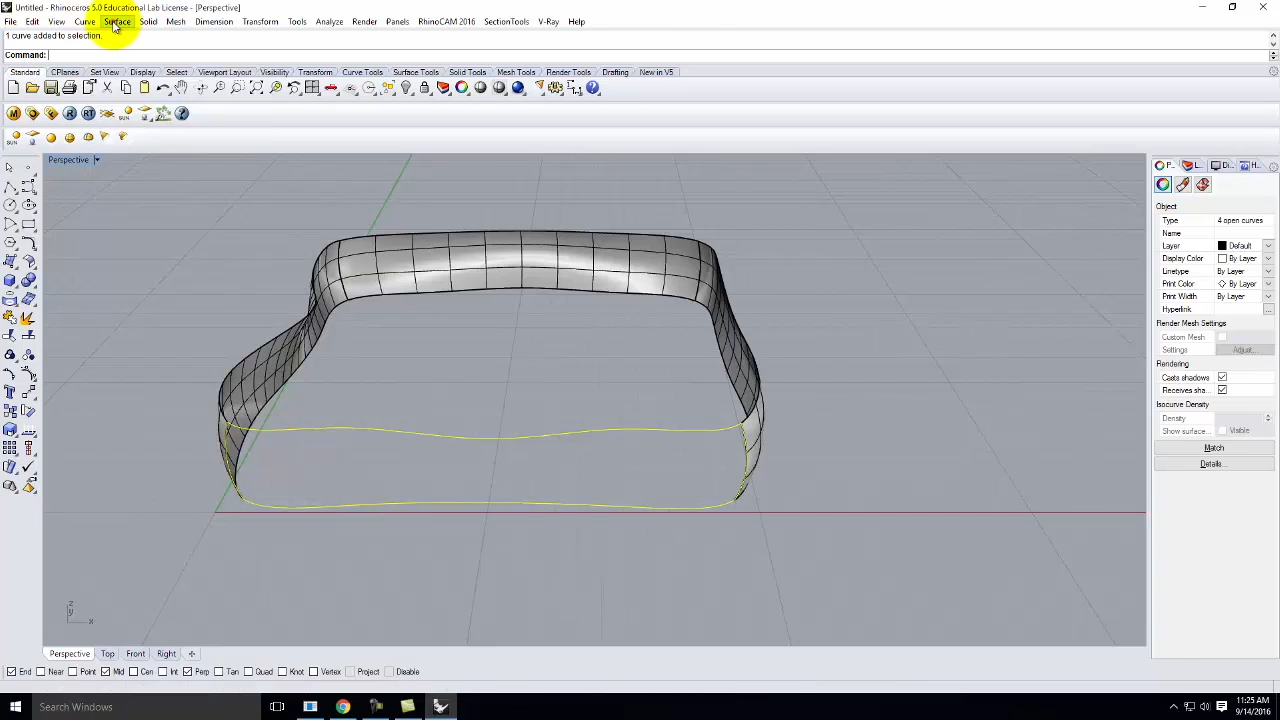 Untitled - Rhinoceros 5.0 Educational Lab License - [Perspective]
File Edit View Curve Surface Solid Mesh Dimension Transform Tools Analyze Render Panels RhinoCAM 2016 SectionTools V-Ray Help
1 curve added to selection.
Command:
Standard CPlanes Set View Display Select Viewport Layout Visibility Transform Curve Tools Surface Tools Solid Tools Mesh Tools Render Tools Drafting New in V5
M R RT SUN
SUN
Perspective
P... L... Di... H...
Object
Type 4 open curves
Name
Layer Default
Display Color By Layer
Linetype By Layer
Print Color By Layer
Print Width By Layer
Hyperlink ...
Render Mesh Settings
Custom Mesh
Settings Adjust...
Rendering
Casts shadows
Receives sha...
Isocurve Density
Density
Show surface... Visible
Match
Details...
z
y
x
Perspective Top Front Right
End Near Point Mid Cen Int Perp Tan Quad Knot Vertex Project Disable
Search Windows
11:25 AM
9/14/2016